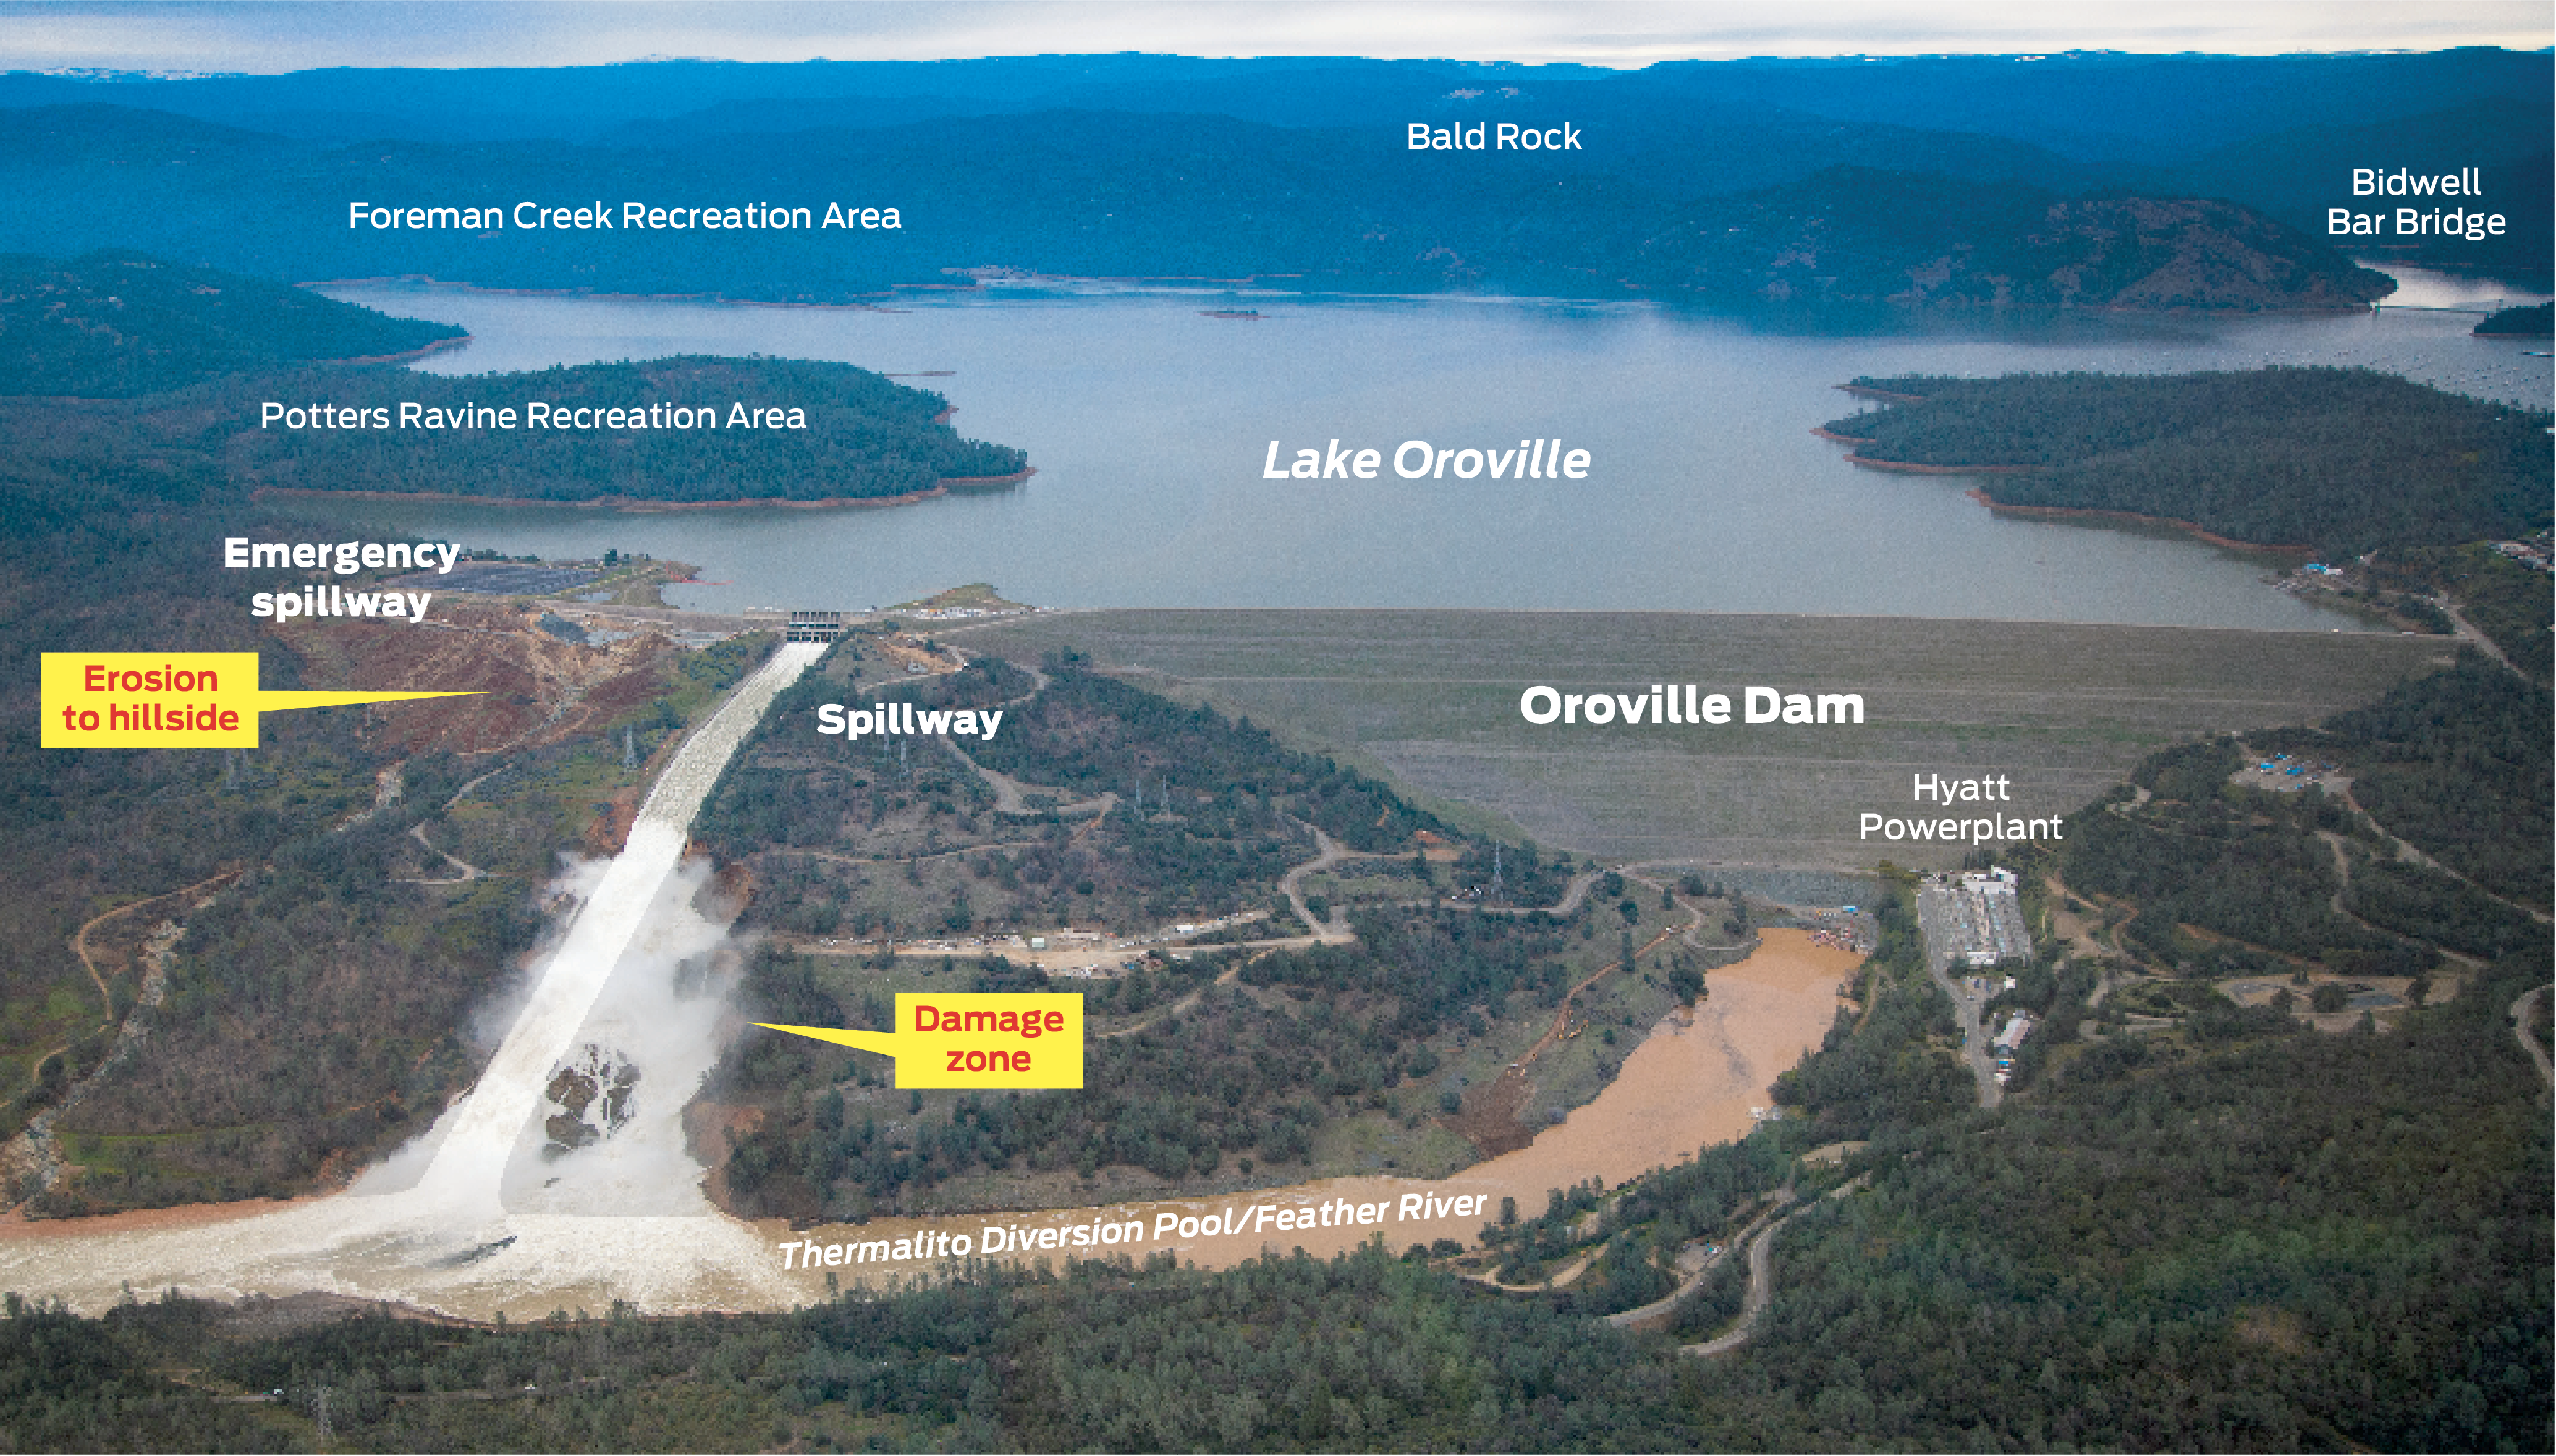 Bald Rock
Bidwell
Bar Bridge
Foreman Creek Recreation Area
Potters Ravine Recreation Area
Lake Oroville
Emergency
spillway
Erosion
to hillside
Spillway
Oroville Dam
Hyatt
Powerplant
Damage
zone
Thermalito Diversion Pool/Feather River